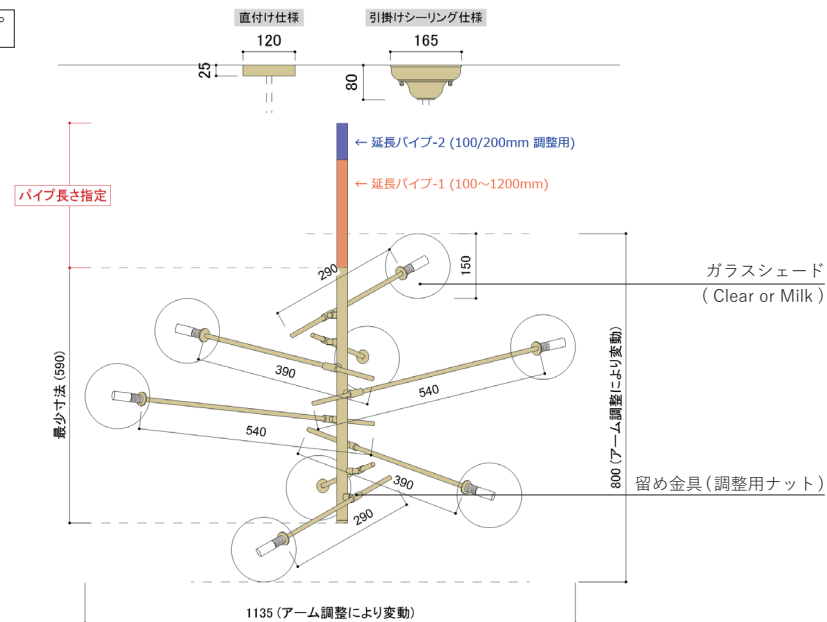 直付け仕様
引掛けシーリング仕様
120
165
25
80
← 延長パイプ-2 (100/200mm 調整用)
← 延長パイプ-1 (100～1200mm)
パイプ長さ指定
290
150
ガラスシェード
( Clear or Milk )
390
540
540
390
290
最少寸法 (590)
800 (アーム調整により変動)
留め金具 (調整用ナット)
1135 (アーム調整により変動)